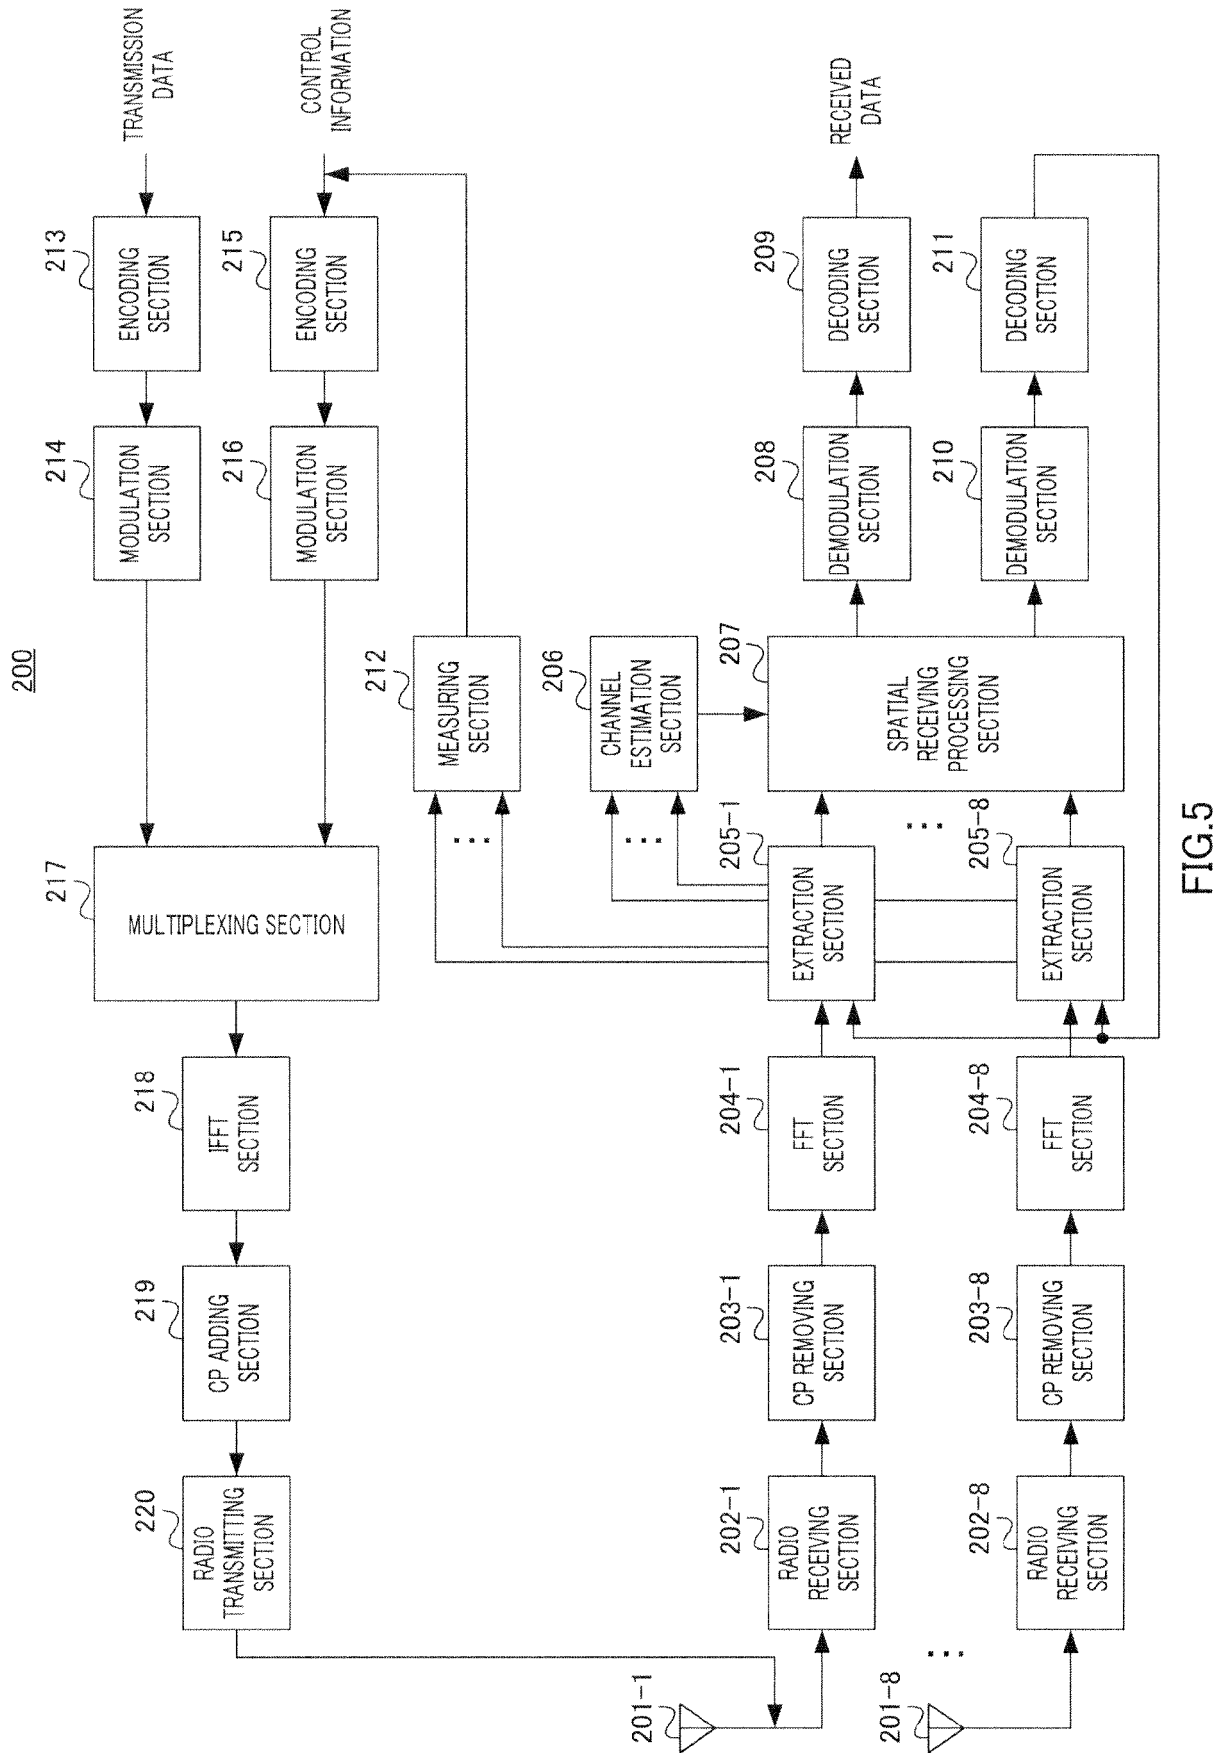 200
TRANSMISSION
DATA
CONTROL
INFORMATION
213
ENCODING
SECTION
214
MODULATION
SECTION
215
ENCODING
SECTION
216
MODULATION
SECTION
217
MULTIPLEXING SECTION
218
IFFT
SECTION
219
CP ADDING
SECTION
220
RADIO
TRANSMITTING
SECTION
212
MEASURING
SECTION
206
CHANNEL
ESTIMATION
SECTION
201-1
202-1
RADIO
RECEIVING
SECTION
203-1
CP REMOVING
SECTION
204-1
FFT
SECTION
205-1
EXTRACTION
SECTION
207
SPATIAL
RECEIVING
PROCESSING
SECTION
208
DEMODULATION
SECTION
209
DECODING
SECTION
RECEIVED
DATA
201-8
202-8
RADIO
RECEIVING
SECTION
203-8
CP REMOVING
SECTION
204-8
FFT
SECTION
205-8
EXTRACTION
SECTION
210
DEMODULATION
SECTION
211
DECODING
SECTION
FIG.5